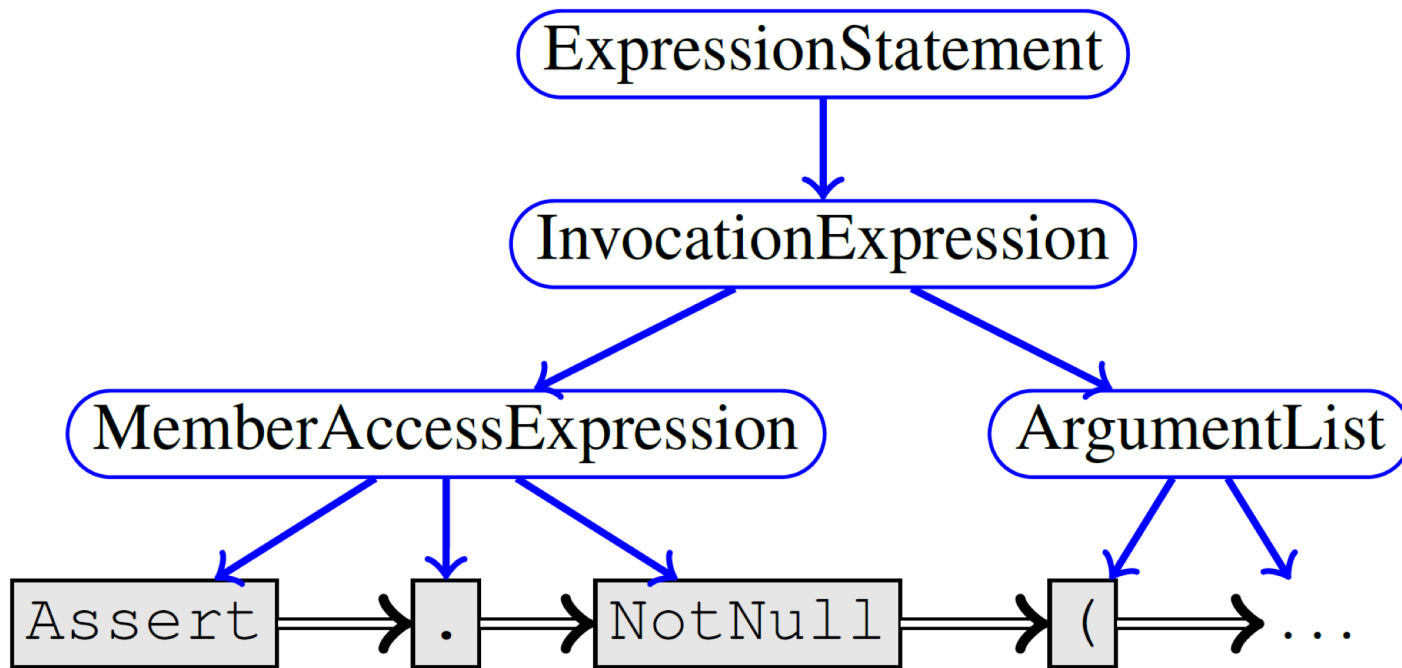 ExpressionStatement
InvocationExpression
MemberAccessExpression ArgumentList
Assert . NotNull ( ...